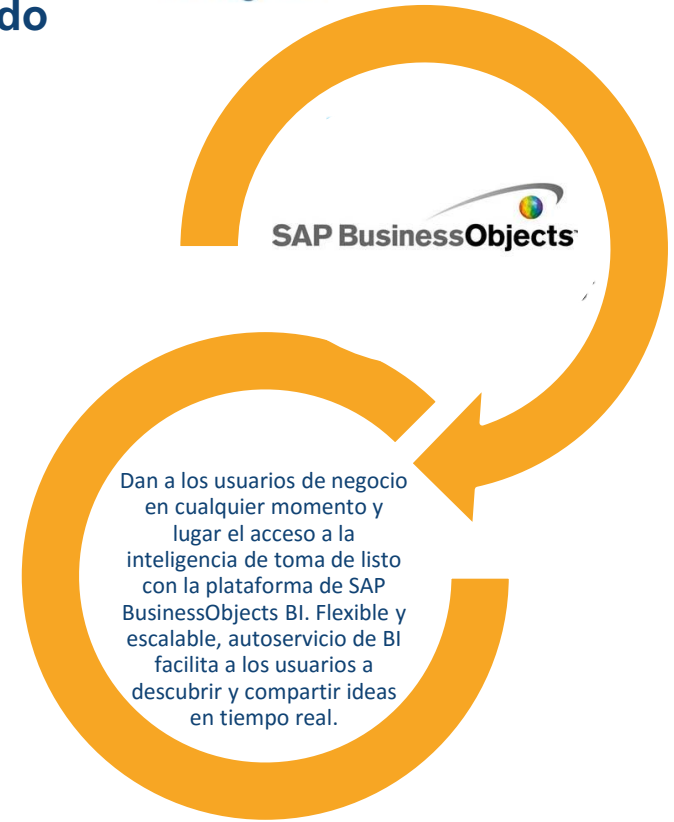 do
SAP BusinessObjects™
Dan a los usuarios de negocio
en cualquier momento y
lugar el acceso a la
inteligencia de toma de listo
con la plataforma de SAP
BusinessObjects BI. Flexible y
escalable, autoservicio de BI
facilita a los usuarios a
descubrir y compartir ideas
en tiempo real.